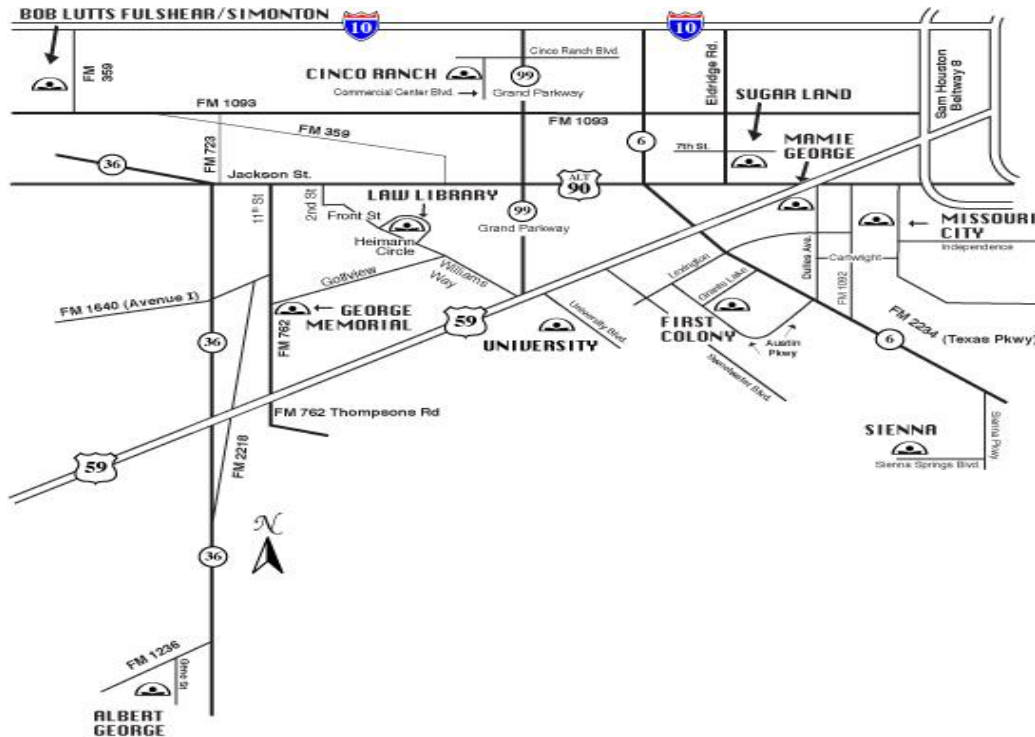 BOB LUTTS FULSHEAR/SIMONTON
10
10
FM 359
CINCO RANCH
Cinco Ranch Blvd.
99
Commercial Center Blvd.
Grand Parkway
Eldridge Rd.
Sam Houston
Beltway 8
SUGAR LAND
FM 1093
FM 1093
FM 359
FM 723
6
7th St.
MAMIE
GEORGE
36
Jackson St.
ALT
90
11th St
2nd St
LAW LIBRARY
Front St
99
Grand Parkway
Heimann
Circle
MISSOURI
CITY
Independence
Dulles Ave.
Cartwright
FM 1092
Lexington
Grants Lake
Golfview
Williams
Way
FM 1640 (Avenue I)
GEORGE
MEMORIAL
FM 762
59
UNIVERSITY
University Blvd.
FIRST
COLONY
Austin
Pkwy
FM 2234 (Texas Pkwy)
6
36
Sweetwater Blvd.
FM 762 Thompsons Rd
SIENNA
Sienna Pkwy
Sienna Springs Blvd.
59
FM 2218
N
36
FM 1236
Gene St
ALBERT
GEORGE